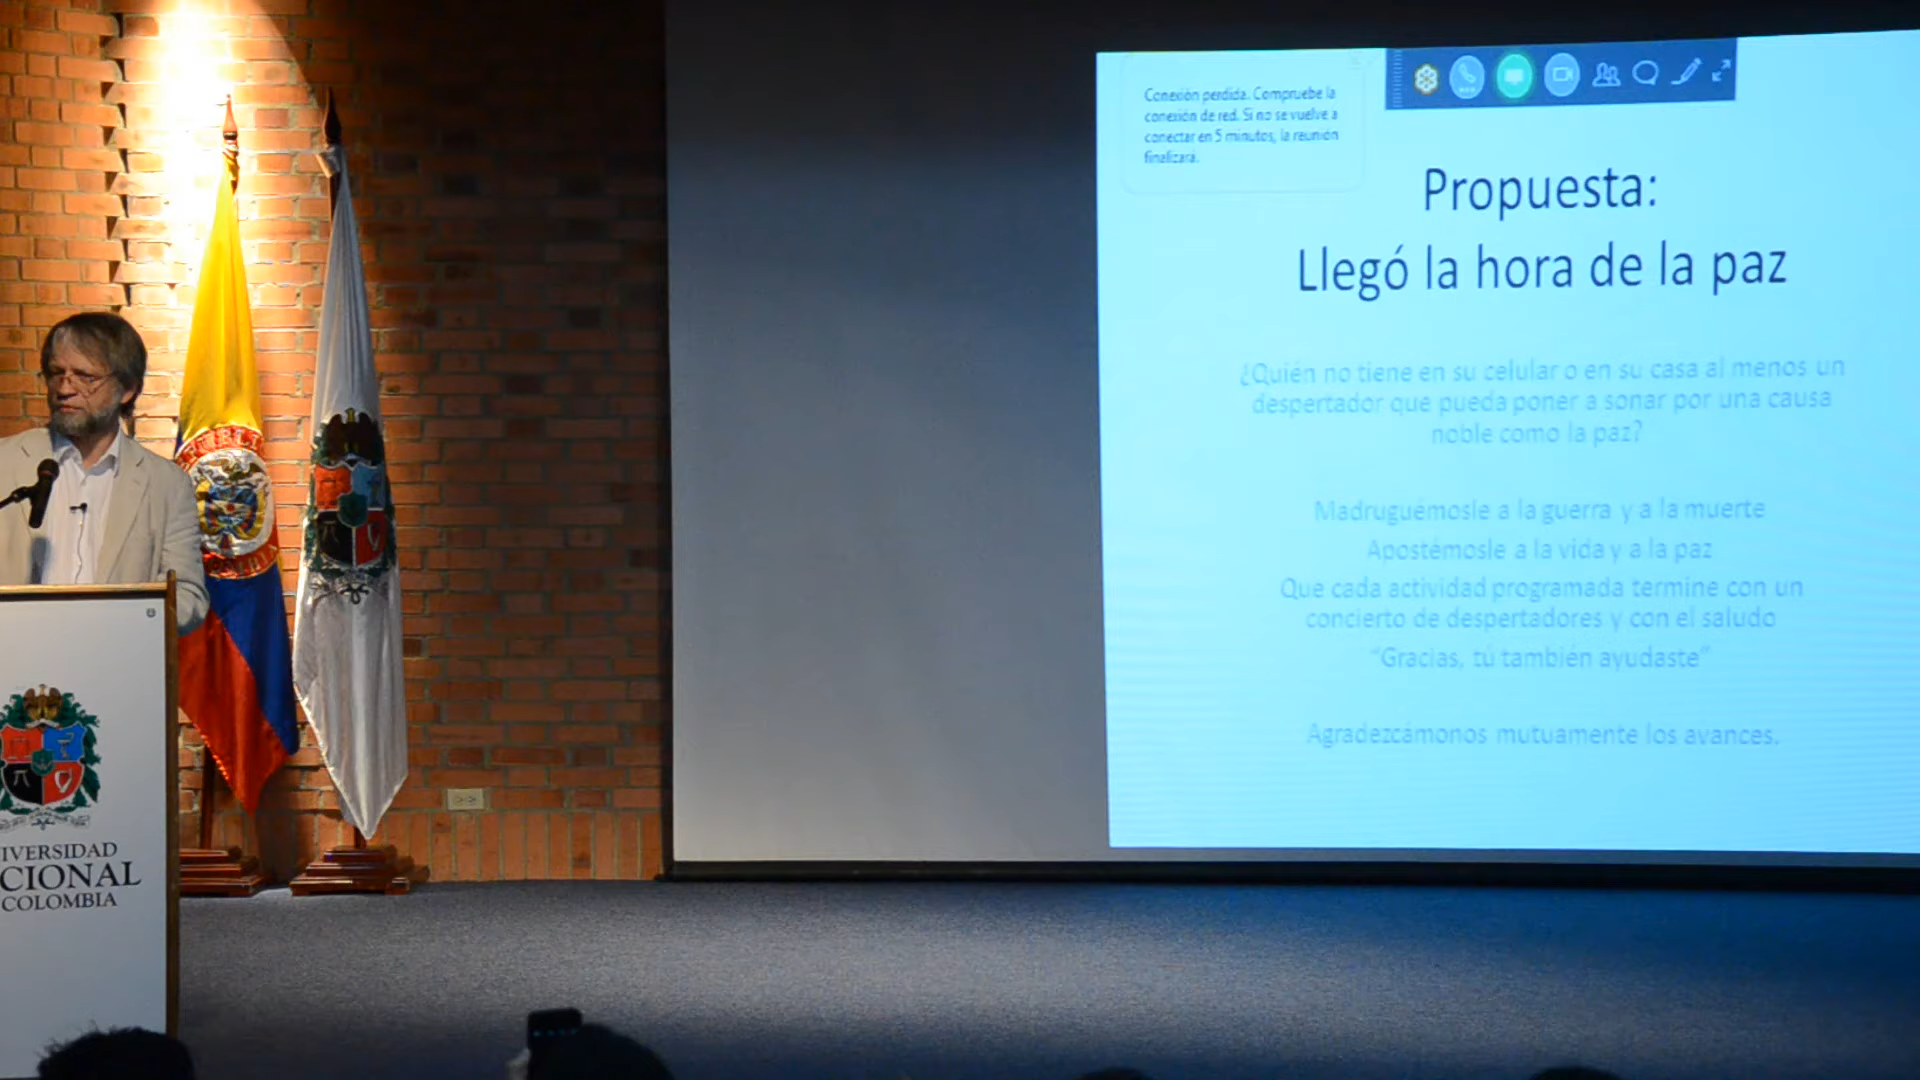 Conexión perdida. Compruebe la
conexión de red. Si no se vuelve a
conectar en 5 minutos, la reunión
finalizará.
Propuesta:
Llegó la hora de la paz
¿Quién no tiene en su celular o en su casa al menos un
despertador que pueda poner a sonar por una causa
noble como la paz?
Madruguémosle a la guerra y a la muerte
Apostémosle a la vida y a la paz
Que cada actividad programada termine con un
concierto de despertadores y con el saludo
“Gracias, tú también ayudaste”
Agradezcámonos mutuamente los avances.
IVERSIDAD
CIONAL
COLOMBIA